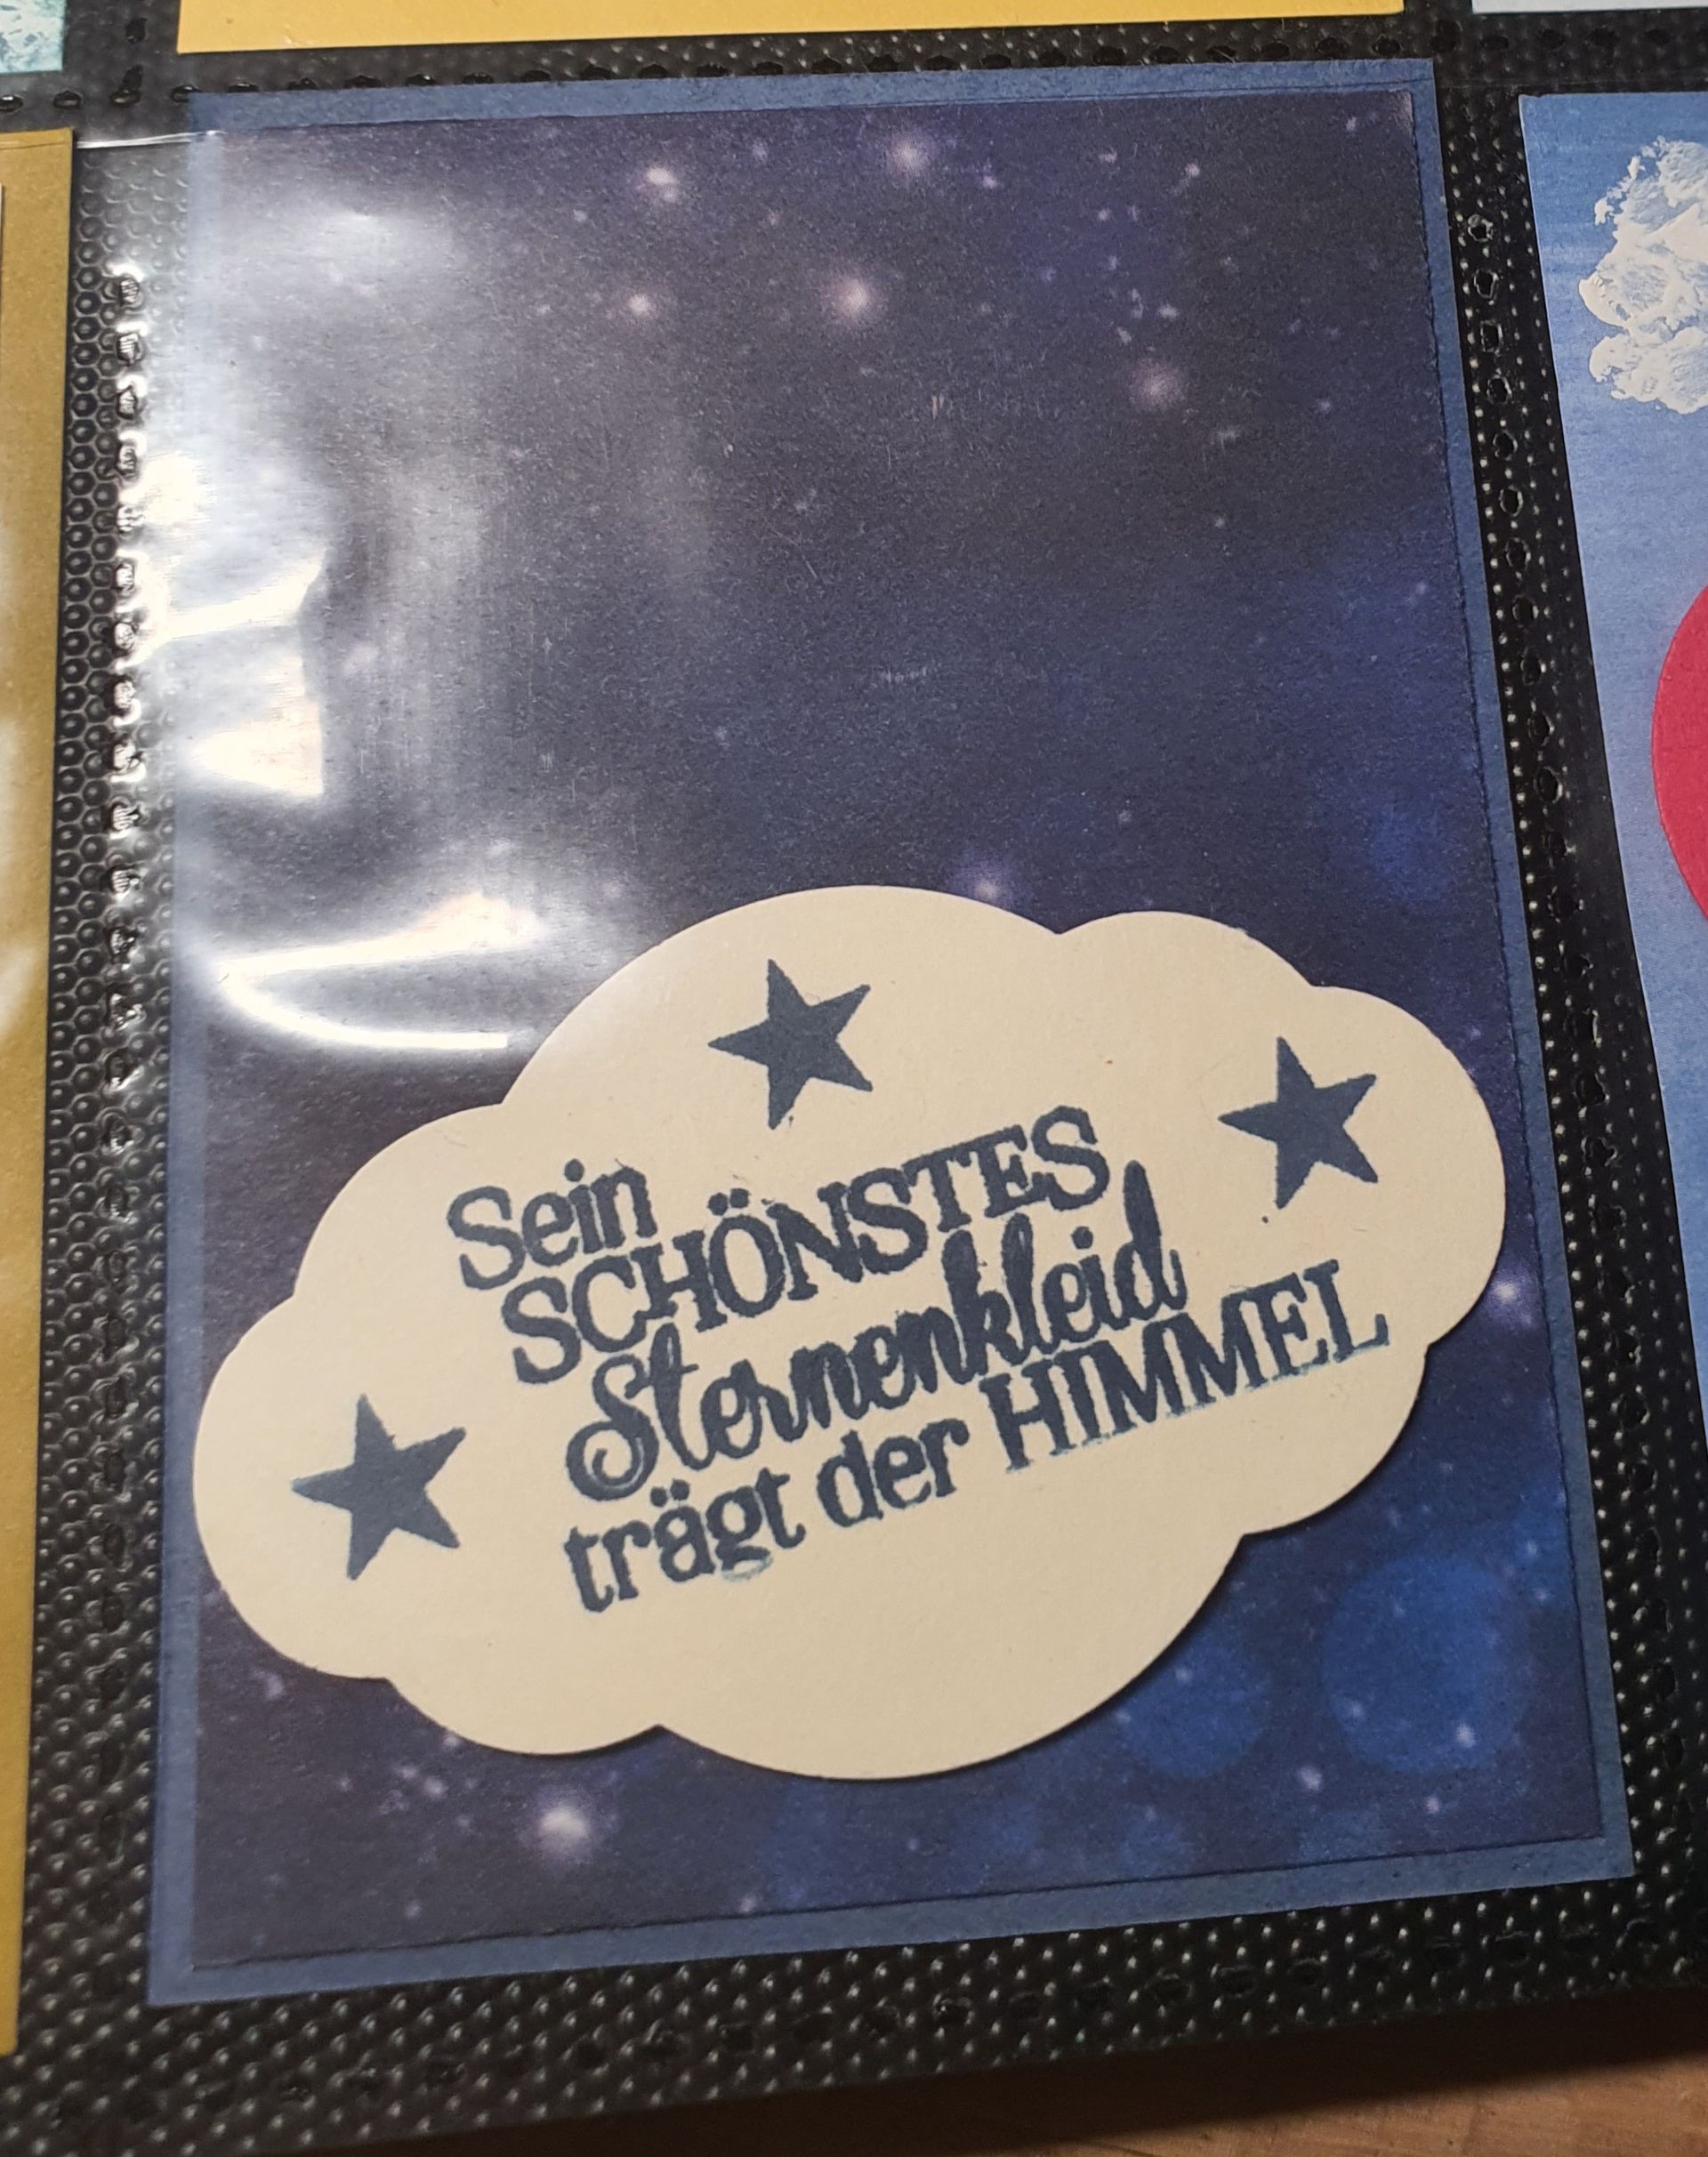 Sein
SCHÖNSTES
Sternenkleid
trägt der HIMMEL